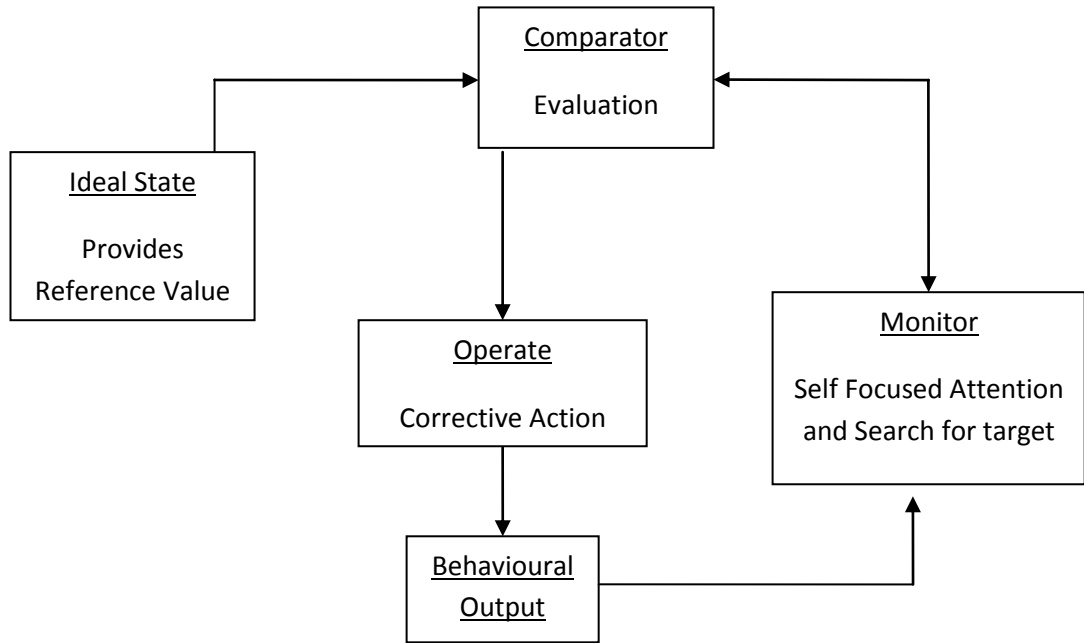 Comparator
Evaluation
Ideal State
Provides
Reference Value
Operate
Corrective Action
Monitor
Self Focused Attention
and Search for target
Behavioural
Output